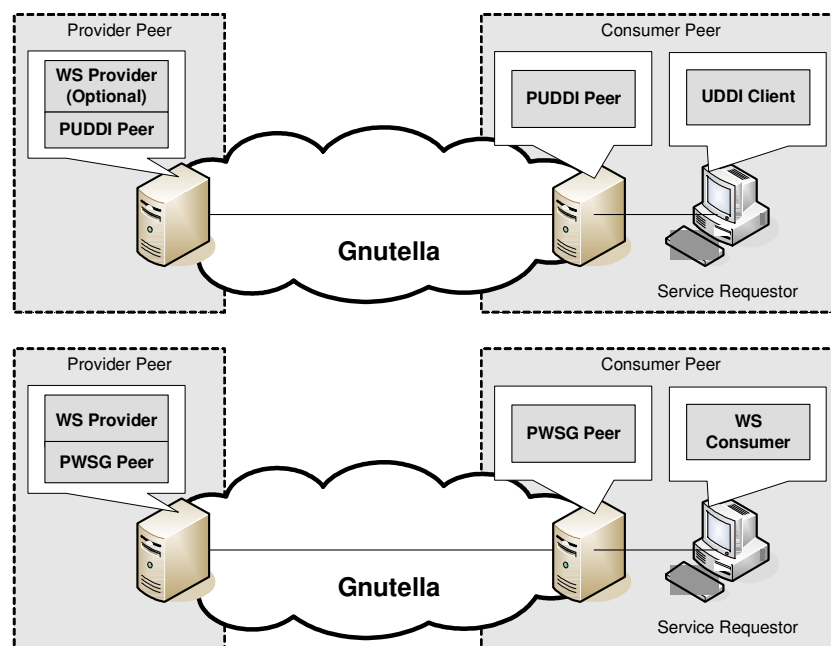 Provider Peer
Consumer Peer
WS Provider
(Optional)
PUDDI Peer
PUDDI Peer
UDDI Client
Gnutella
Service Requestor
Provider Peer
Consumer Peer
WS Provider
PWSG Peer
PWSG Peer
WS
Consumer
Gnutella
Service Requestor